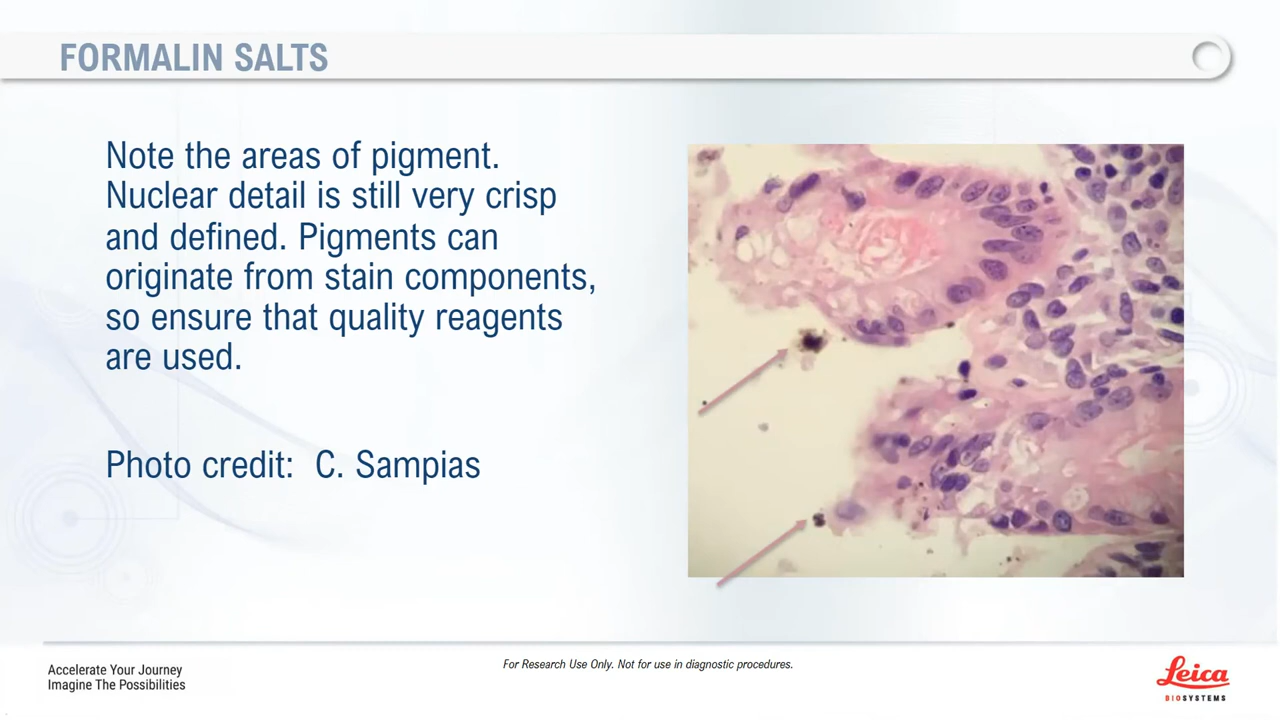 FORMALIN SALTS
Note the areas of pigment.
Nuclear detail is still very crisp
and defined. Pigments can
originate from stain components,
so ensure that quality reagents
are used.
Photo credit: C. Sampias
Accelerate Your Journey
Imagine The Possibilities
For Research Use Only. Not for use in diagnostic procedures.
Leica
BIOSYSTEMS